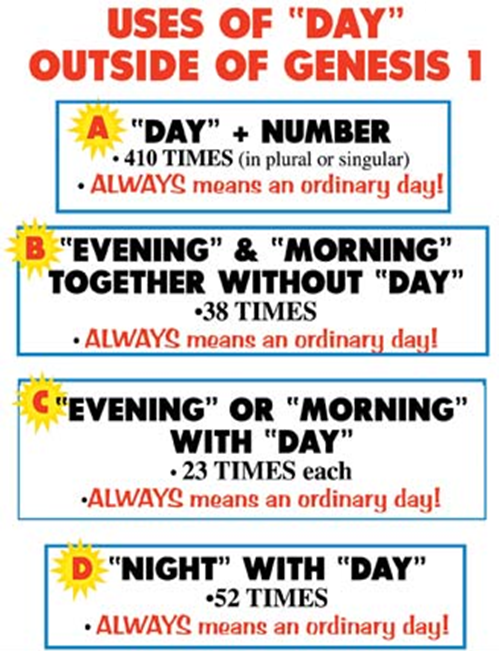 USES OF "DAY"
OUTSIDE OF GENESIS 1
A "DAY" + NUMBER
• 410 TIMES (in plural or singular)
• ALWAYS means an ordinary day!
B "EVENING" & "MORNING"
TOGETHER WITHOUT "DAY"
•38 TIMES
• ALWAYS means an ordinary day!
C "EVENING" OR "MORNING"
WITH "DAY"
• 23 TIMES each
•ALWAYS means an ordinary day!
D "NIGHT" WITH "DAY"
•52 TIMES
• ALWAYS means an ordinary day!